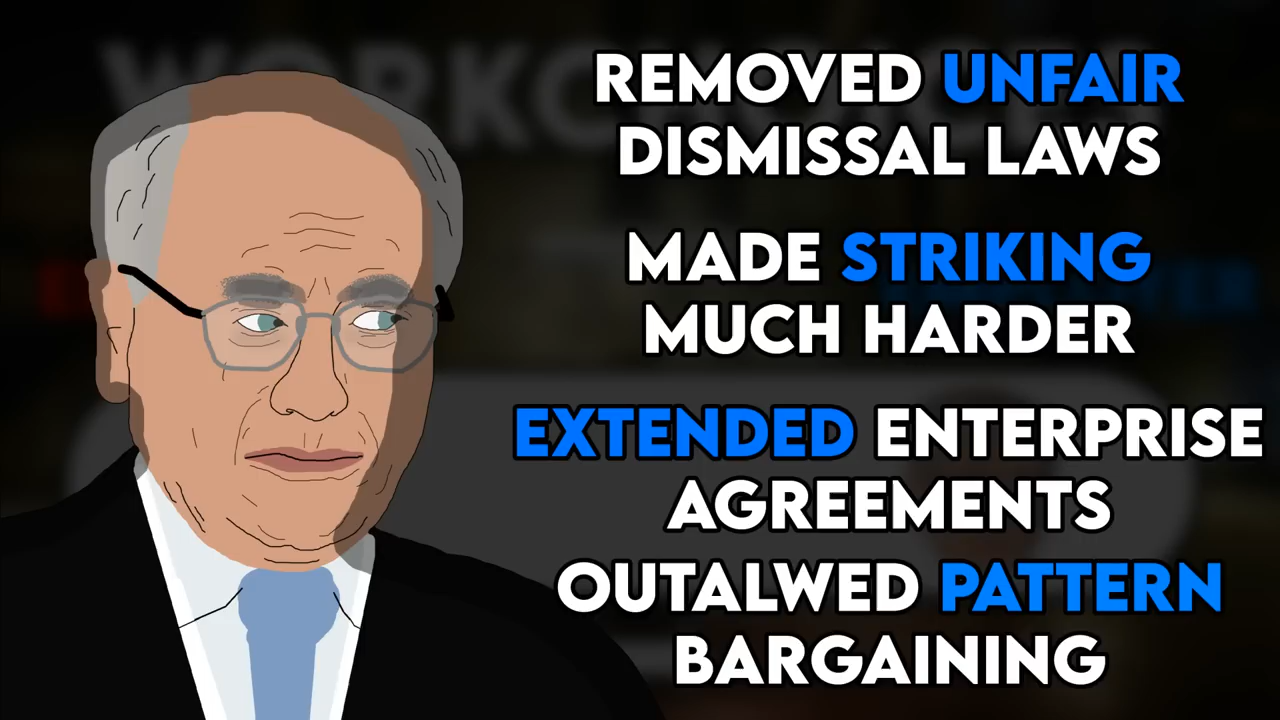 REMOVED UNFAIR
DISMISSAL LAWS
MADE STRIKING
MUCH HARDER
EXTENDED ENTERPRISE
AGREEMENTS
OUTALWED PATTERN
BARGAINING